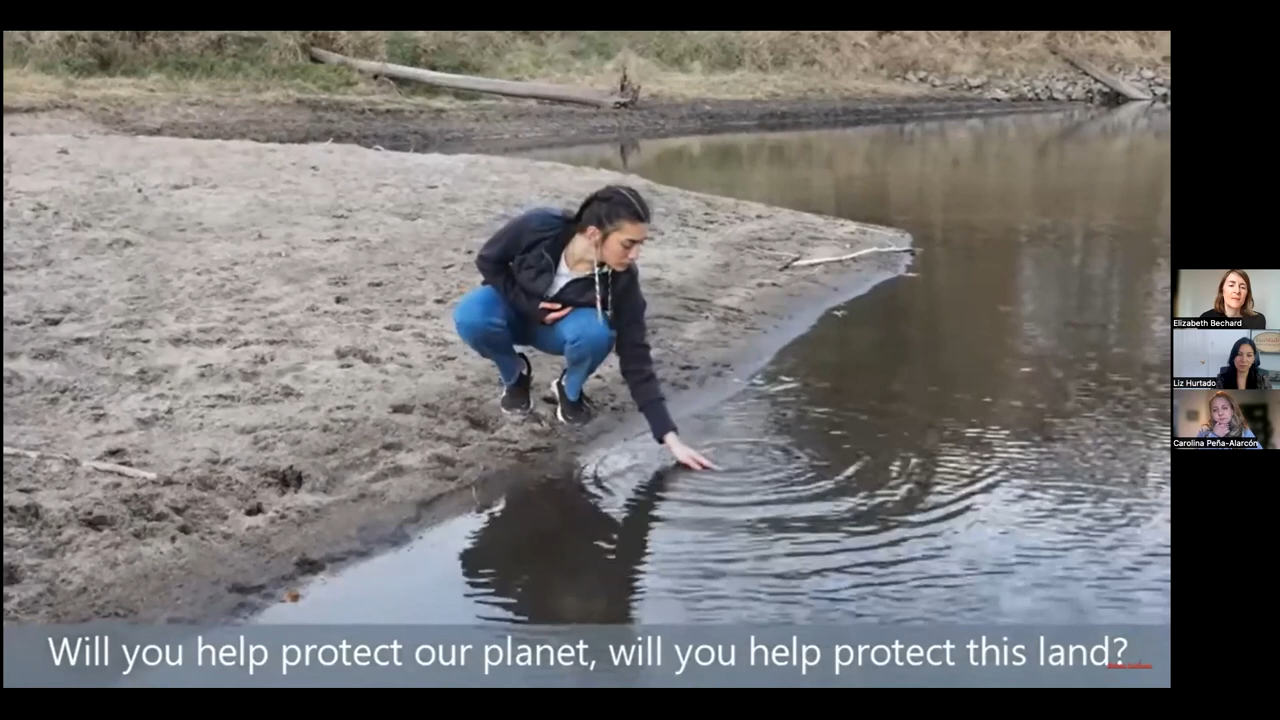 Will you help protect our planet, will you help protect this land?
Elizabeth Bechard
Liz Hurtado
Carolina Peña-Alarcón